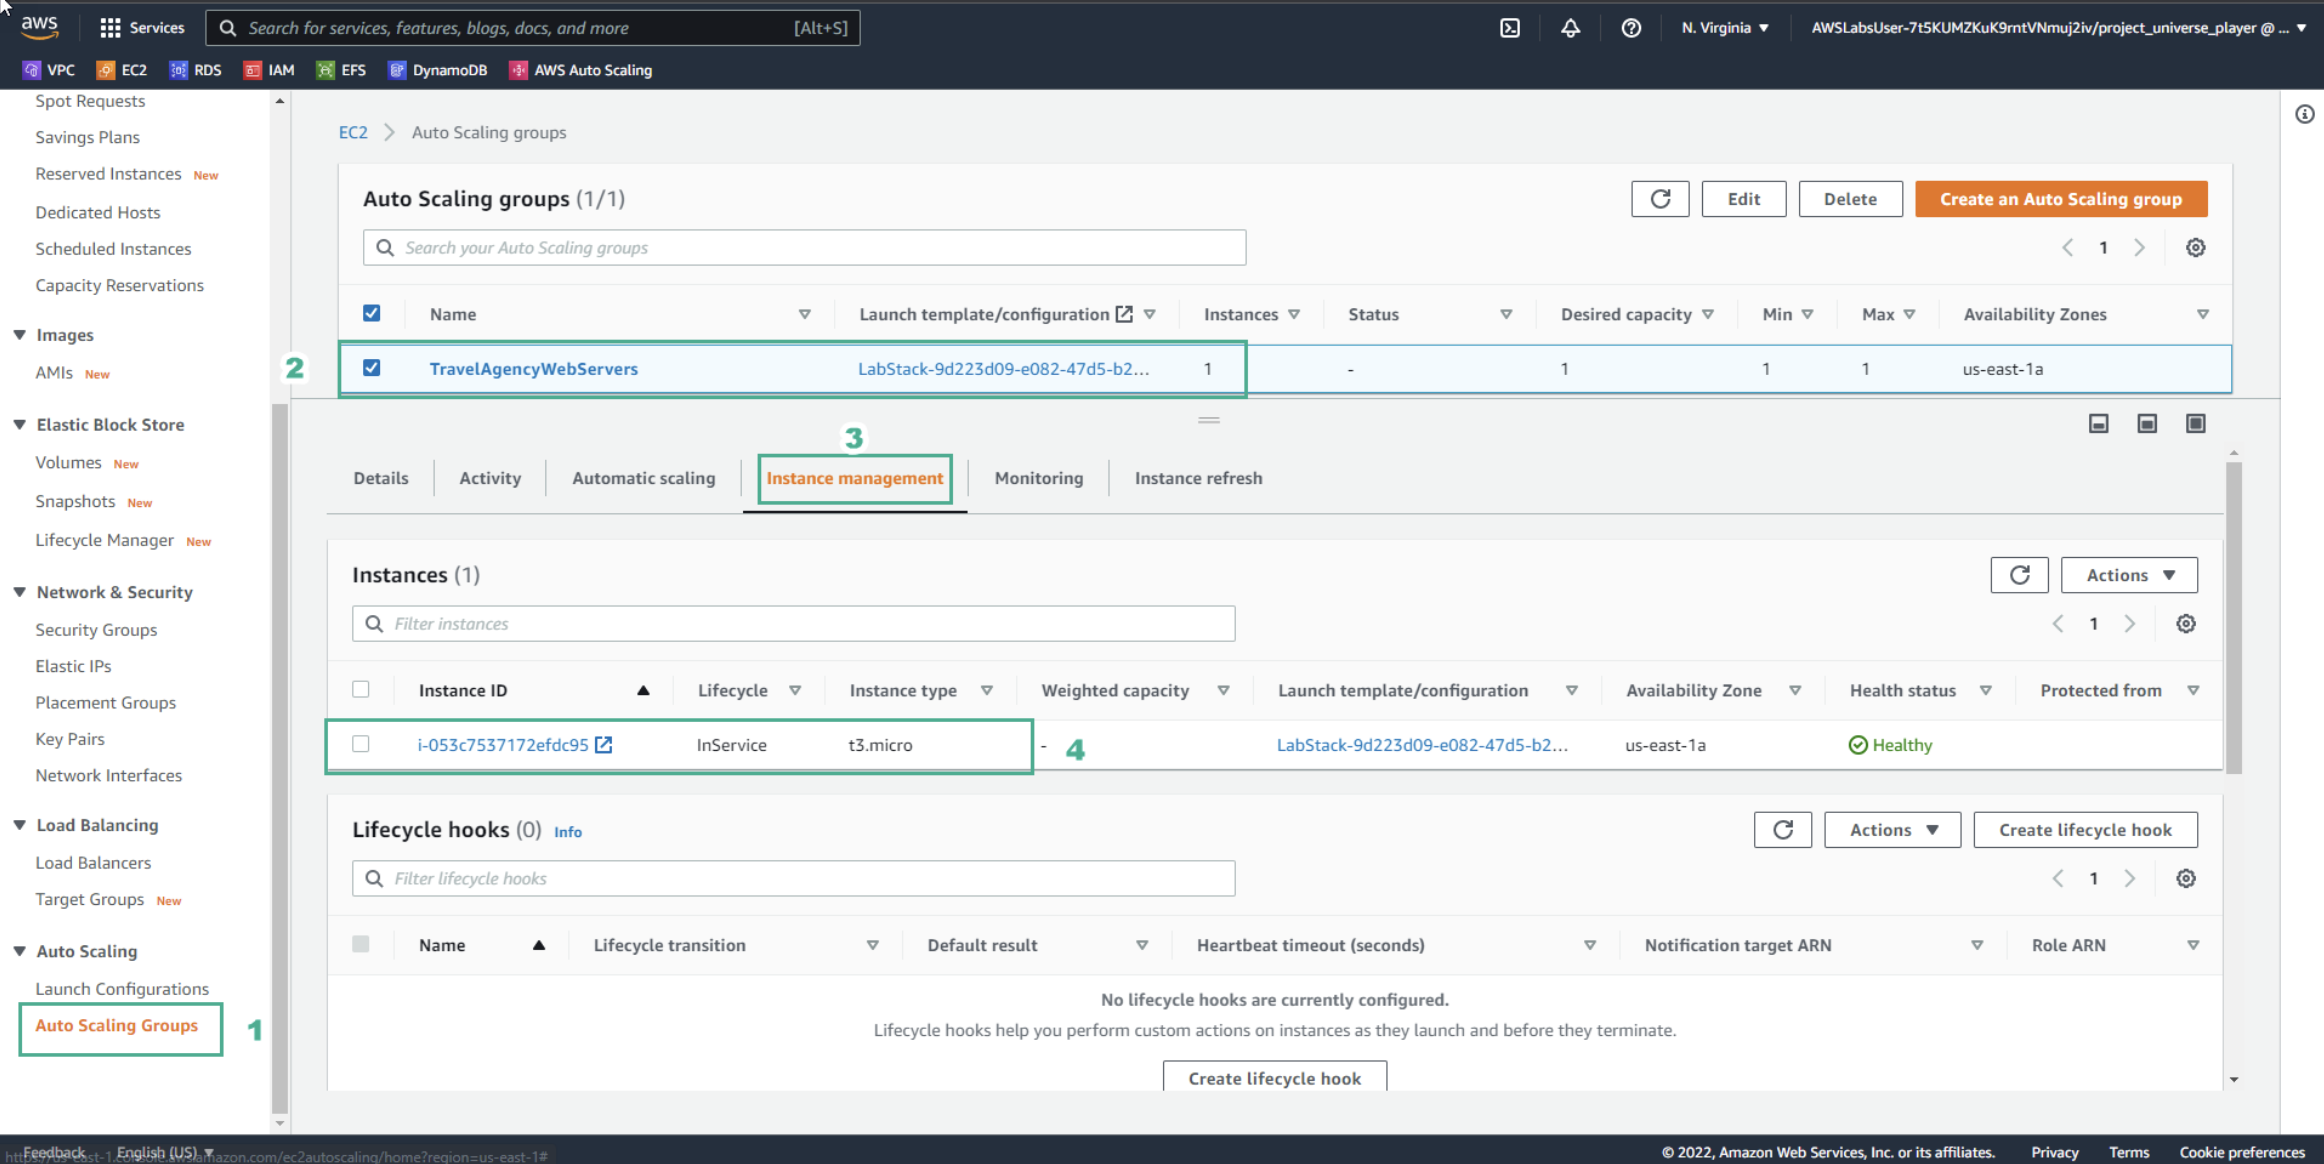 aws Services Search for services, features, blogs, docs, and more [Alt+S] N. Virginia ▼ AWSLabsUser-7t5KUMZKuK9rntVNmuj2iv/project_universe_player @ ... ▼
VPC EC2 RDS IAM EFS DynamoDB AWS Auto Scaling
Spot Requests
Savings Plans
Reserved Instances New
Dedicated Hosts
Scheduled Instances
Capacity Reservations
Images
AMIs New
Elastic Block Store
Volumes New
Snapshots New
Lifecycle Manager New
Network & Security
Security Groups
Elastic IPs
Placement Groups
Key Pairs
Network Interfaces
Load Balancing
Load Balancers
Target Groups New
Auto Scaling
Launch Configurations
Auto Scaling Groups 1
EC2 > Auto Scaling groups
Auto Scaling groups (1/1) Edit Delete Create an Auto Scaling group
Search your Auto Scaling groups 1
Name Launch template/configuration Instances Status Desired capacity Min Max Availability Zones
2 TravelAgencyWebServers LabStack-9d223d09-e082-47d5-b2... 1 - 1 1 1 us-east-1a
3
Details Activity Automatic scaling Instance management Monitoring Instance refresh
Instances (1) Actions ▼
Filter instances 1
Instance ID Lifecycle Instance type Weighted capacity Launch template/configuration Availability Zone Health status Protected from
i-053c7537172efdc95 InService t3.micro - 4 LabStack-9d223d09-e082-47d5-b2... us-east-1a Healthy
Lifecycle hooks (0) Info Actions ▼ Create lifecycle hook
Filter lifecycle hooks 1
Name Lifecycle transition Default result Heartbeat timeout (seconds) Notification target ARN Role ARN
No lifecycle hooks are currently configured.
Lifecycle hooks help you perform custom actions on instances as they launch and before they terminate.
Create lifecycle hook
Feedback English (US) ▼ © 2022, Amazon Web Services, Inc. or its affiliates. Privacy Terms Cookie preferences
https://us-east-1.console.aws.amazon.com/ec2autoscaling/home?region=us-east-1#